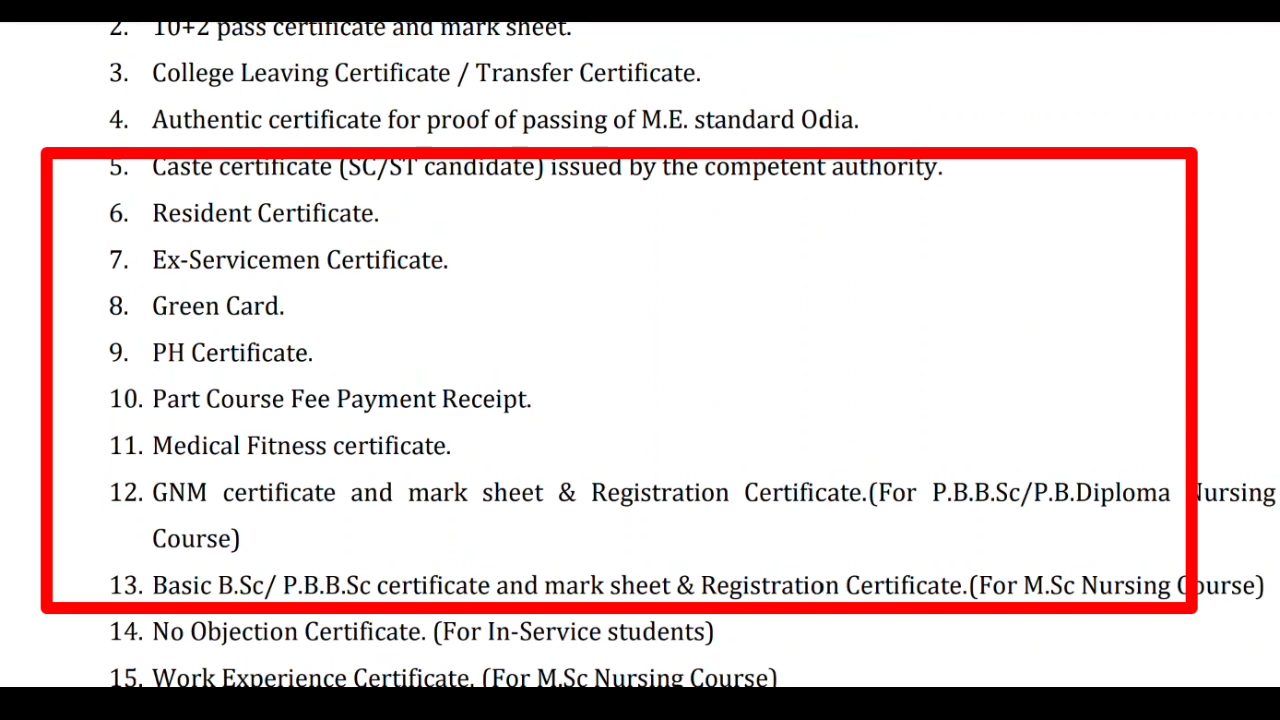 2. 10+2 pass certificate and mark sheet.
3. College Leaving Certificate / Transfer Certificate.
4. Authentic certificate for proof of passing of M.E. standard Odia.
5. Caste certificate (SC/ST candidate) issued by the competent authority.
6. Resident Certificate.
7. Ex-Servicemen Certificate.
8. Green Card.
9. PH Certificate.
10. Part Course Fee Payment Receipt.
11. Medical Fitness certificate.
12. GNM certificate and mark sheet & Registration Certificate.(For P.B.B.Sc/P.B.Diploma Nursing
Course)
13. Basic B.Sc/ P.B.B.Sc certificate and mark sheet & Registration Certificate.(For M.Sc Nursing Course)
14. No Objection Certificate. (For In-Service students)
15. Work Experience Certificate. (For M.Sc Nursing Course)